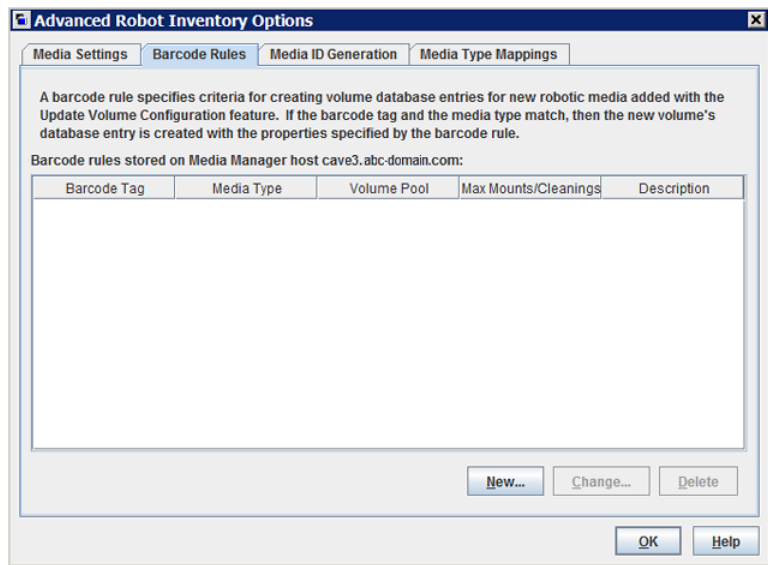 Advanced Robot Inventory Options
Media Settings Barcode Rules Media ID Generation Media Type Mappings
A barcode rule specifies criteria for creating volume database entries for new robotic media added with the
Update Volume Configuration feature. If the barcode tag and the media type match, then the new volume's
database entry is created with the properties specified by the barcode rule.
Barcode rules stored on Media Manager host cave3.abc-domain.com:
Barcode Tag Media Type Volume Pool Max Mounts/Cleanings Description
New... Change... Delete
OK Help